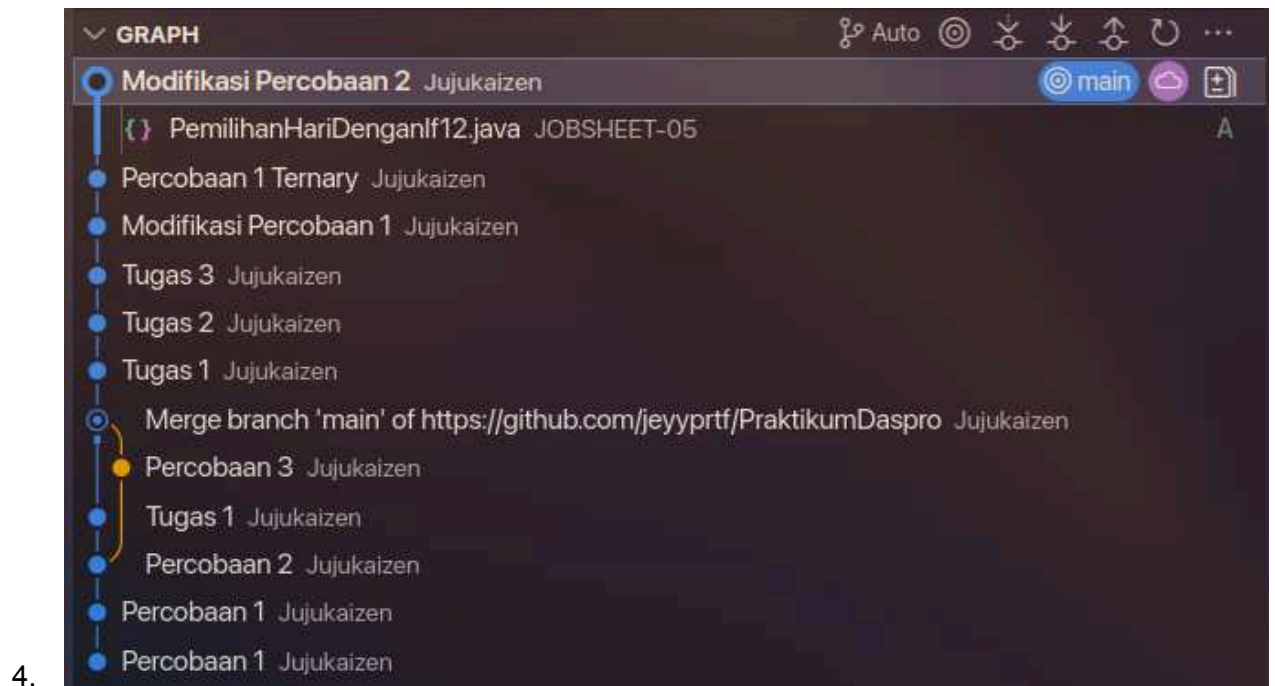 GRAPH Auto ...
Modifikasi Percobaan 2 Jujukaizen main
{} PemilihanHariDenganIf12.java JOBSHEET-05 A
Percobaan 1 Ternary Jujukaizen
Modifikasi Percobaan 1 Jujukaizen
Tugas 3 Jujukaizen
Tugas 2 Jujukaizen
Tugas 1 Jujukaizen
Merge branch 'main' of https://github.com/jeyyprtf/PraktikumDaspro Jujukaizen
Percobaan 3 Jujukaizen
Tugas 1 Jujukaizen
Percobaan 2 Jujukaizen
Percobaan 1 Jujukaizen
Percobaan 1 Jujukaizen
4.